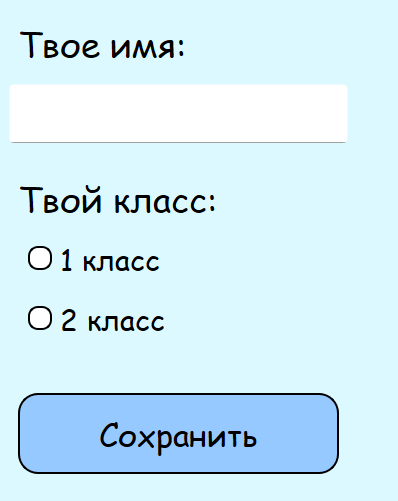 Твое имя:
Твой класс:
1 класс
2 класс
Сохранить